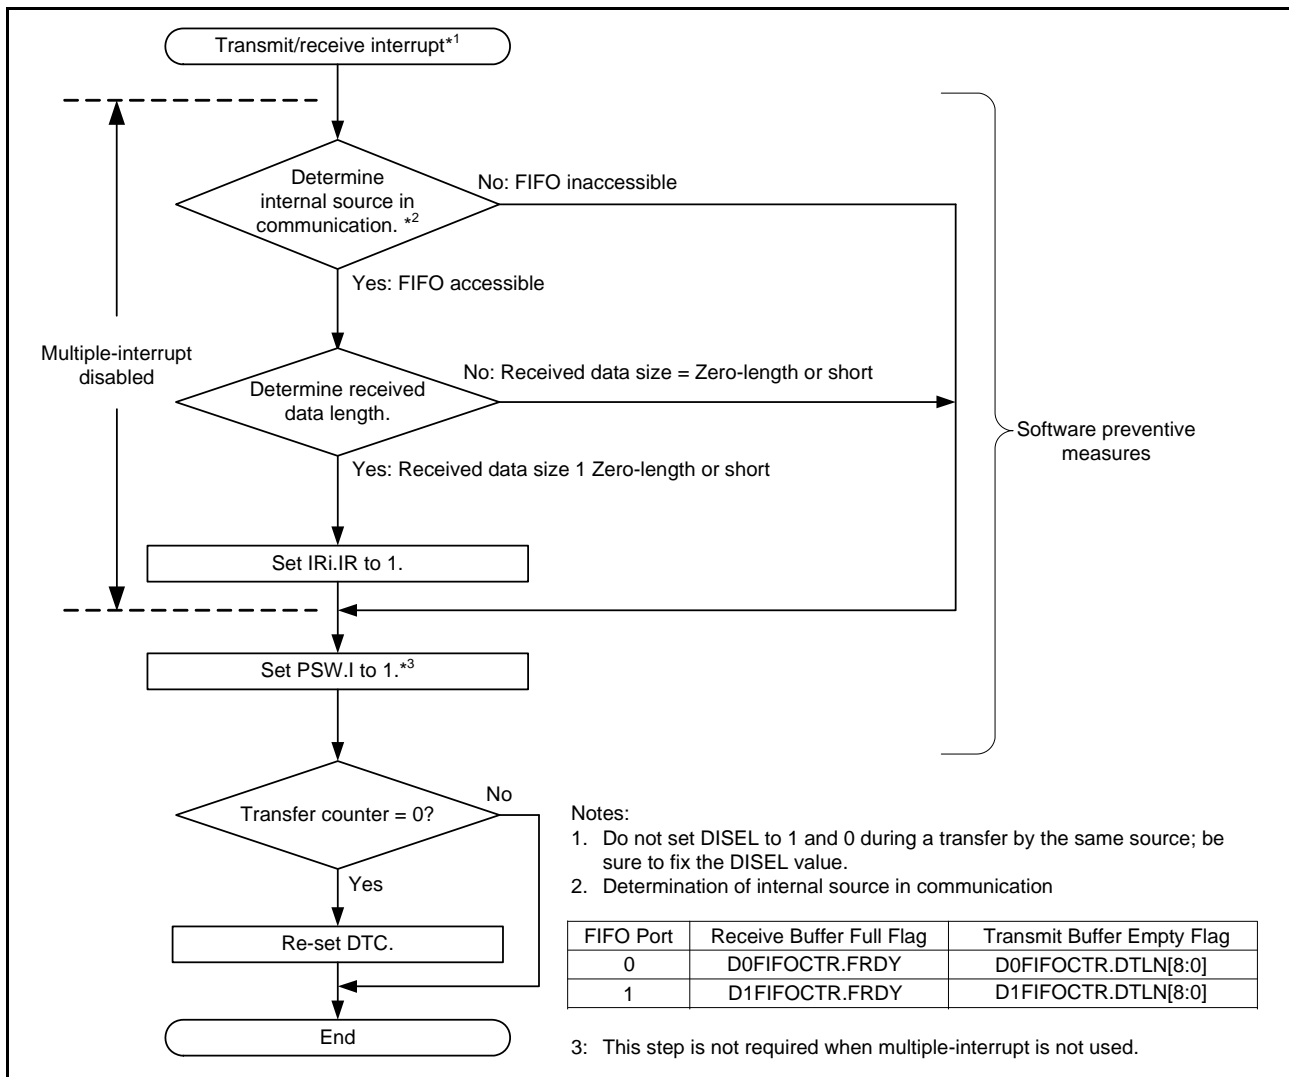 Transmit/receive interrupt*1
Determine
internal source in
communication. *2
No: FIFO inaccessible
Yes: FIFO accessible
Multiple-interrupt
disabled
Determine received
data length.
No: Received data size = Zero-length or short
Software preventive
measures
Yes: Received data size 1 Zero-length or short
Set IRi.IR to 1.
Set PSW.I to 1.*3
Transfer counter = 0?
No
Yes
Re-set DTC.
End
Notes:
1. Do not set DISEL to 1 and 0 during a transfer by the same source; be
sure to fix the DISEL value.
2. Determination of internal source in communication
FIFO Port Receive Buffer Full Flag Transmit Buffer Empty Flag
0 D0FIFOCTR.FRDY D0FIFOCTR.DTLN[8:0]
1 D1FIFOCTR.FRDY D1FIFOCTR.DTLN[8:0]
3: This step is not required when multiple-interrupt is not used.